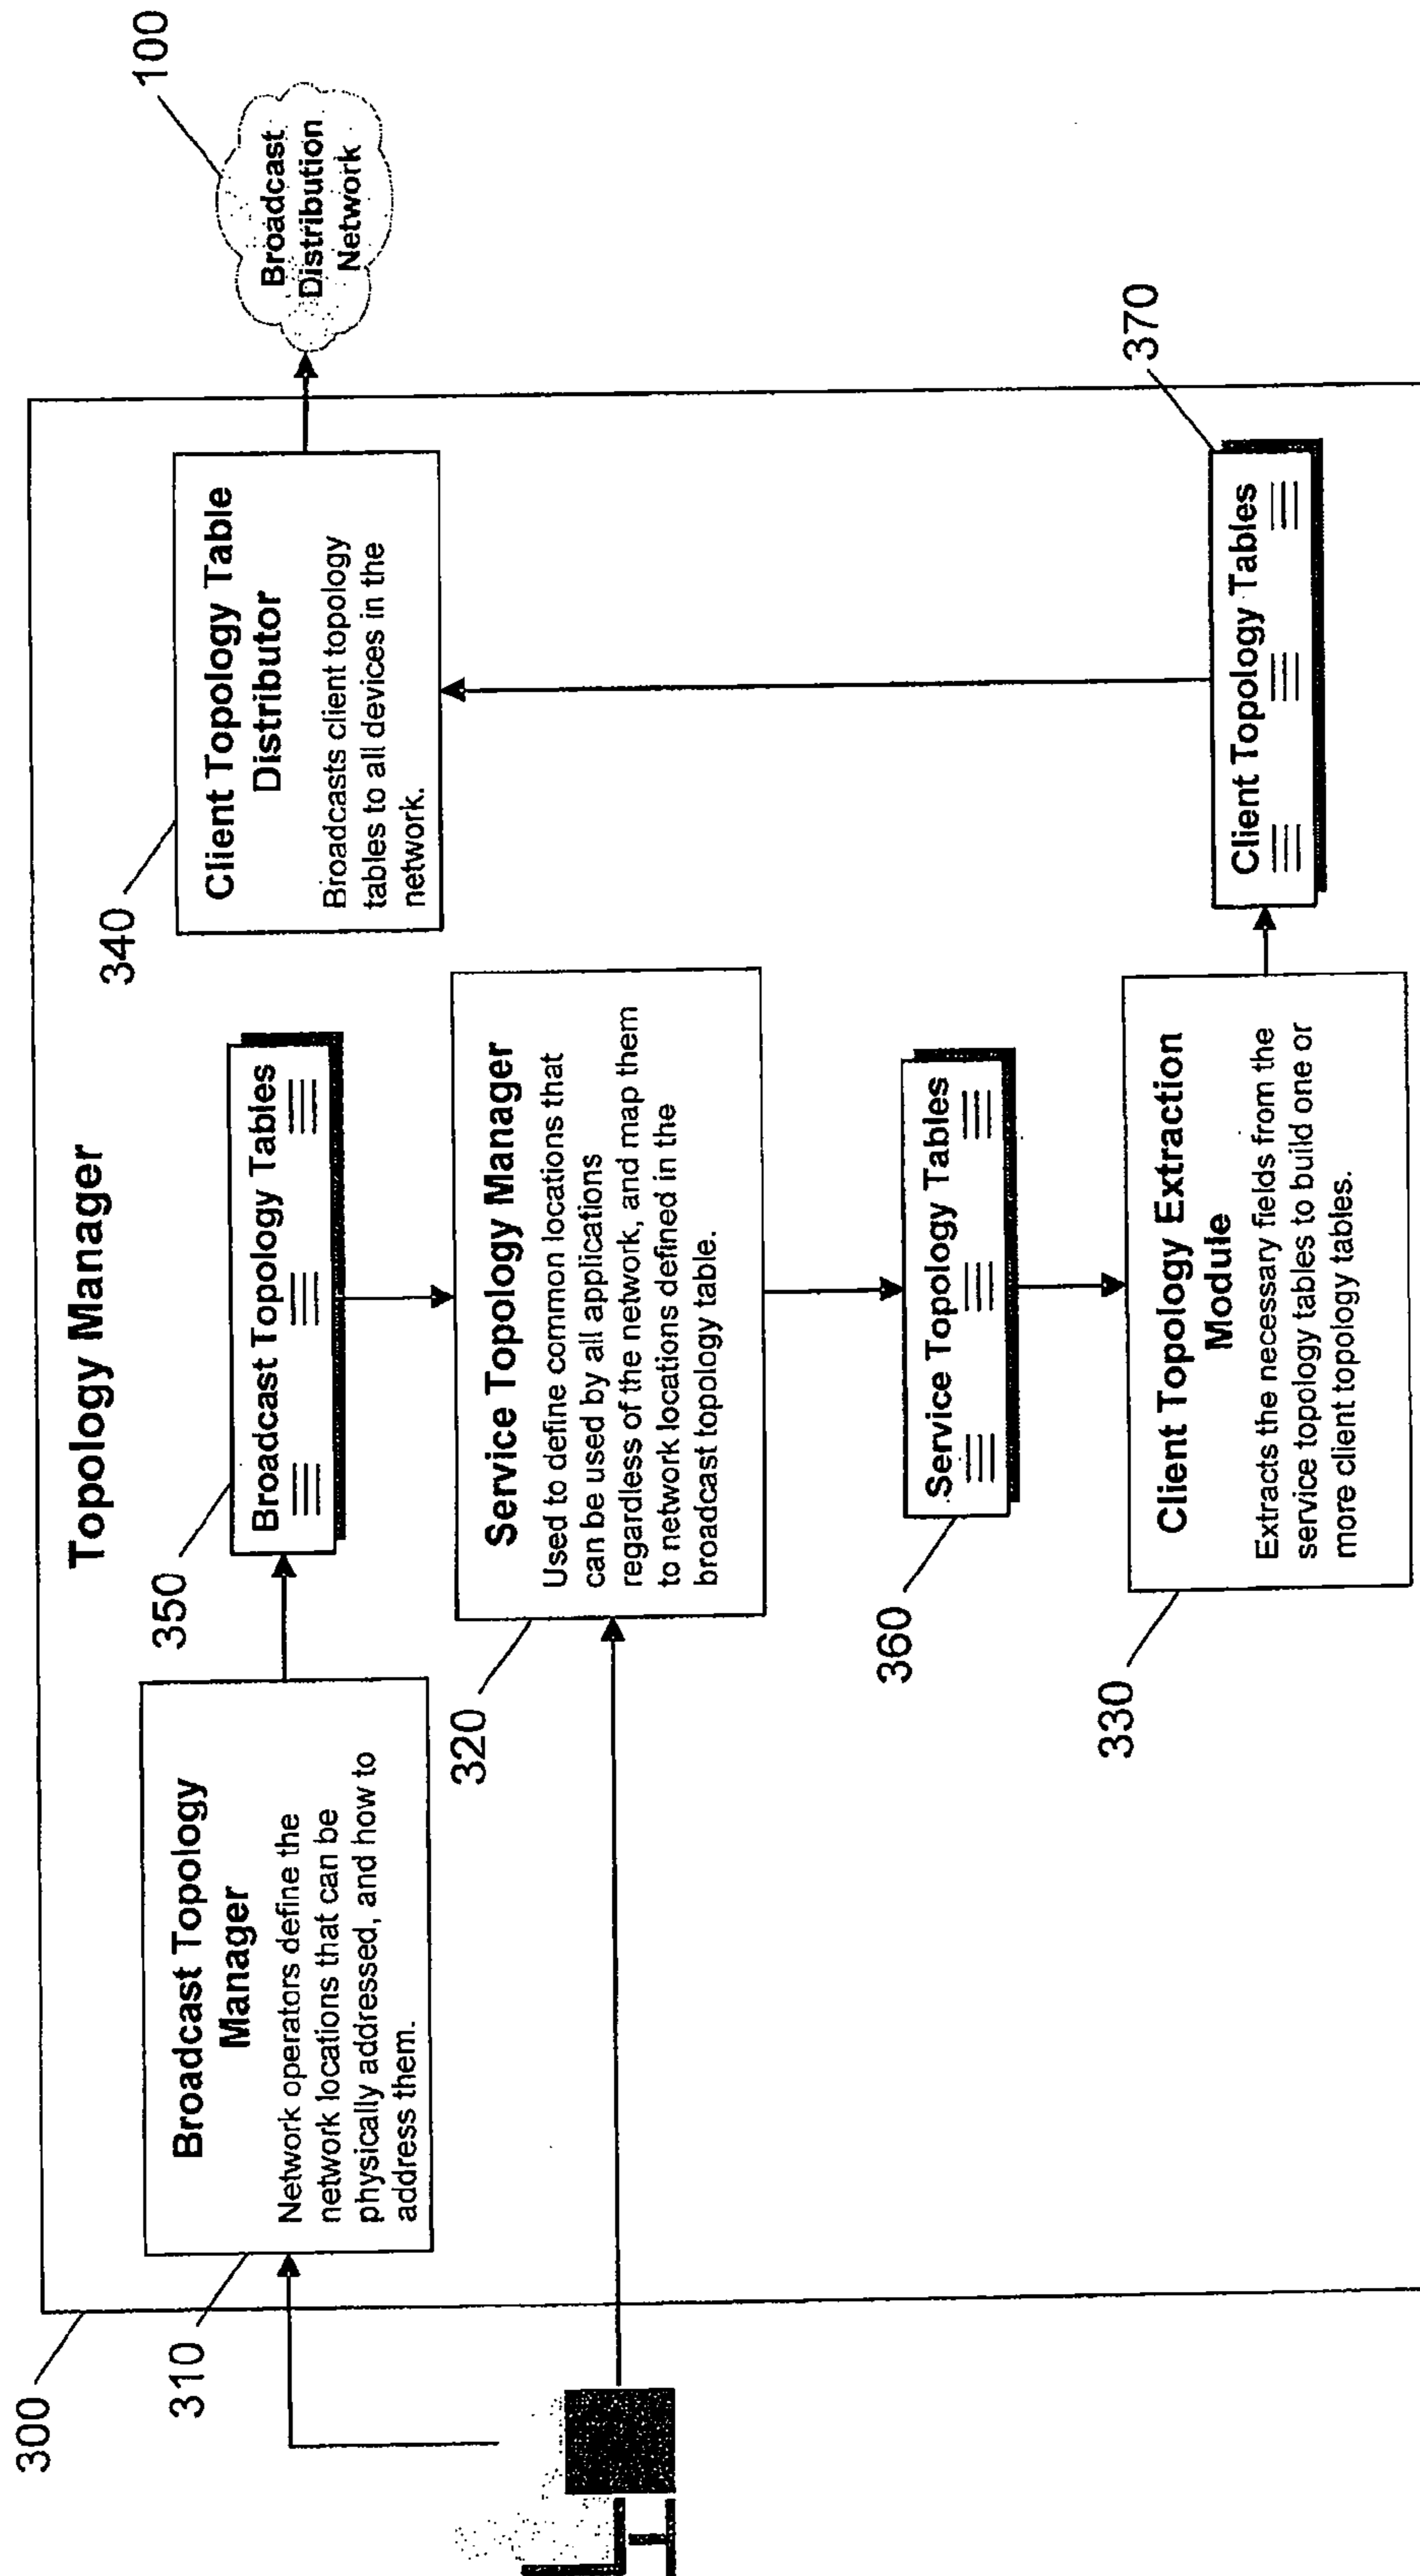 Topology Manager
300
310
Broadcast Topology
Manager
Network operators define the
network locations that can be
physically addressed, and how to
address them.
350
Broadcast Topology Tables
340
Client Topology Table
Distributor
Broadcasts client topology
tables to all devices in the
network.
100
Broadcast
Distribution
Network
320
Service Topology Manager
Used to define common locations that
can be used by all applications
regardless of the network, and map them
to network locations defined in the
broadcast topology table.
360
Service Topology Tables
330
Client Topology Extraction
Module
Extracts the necessary fields from the
service topology tables to build one or
more client topology tables.
370
Client Topology Tables